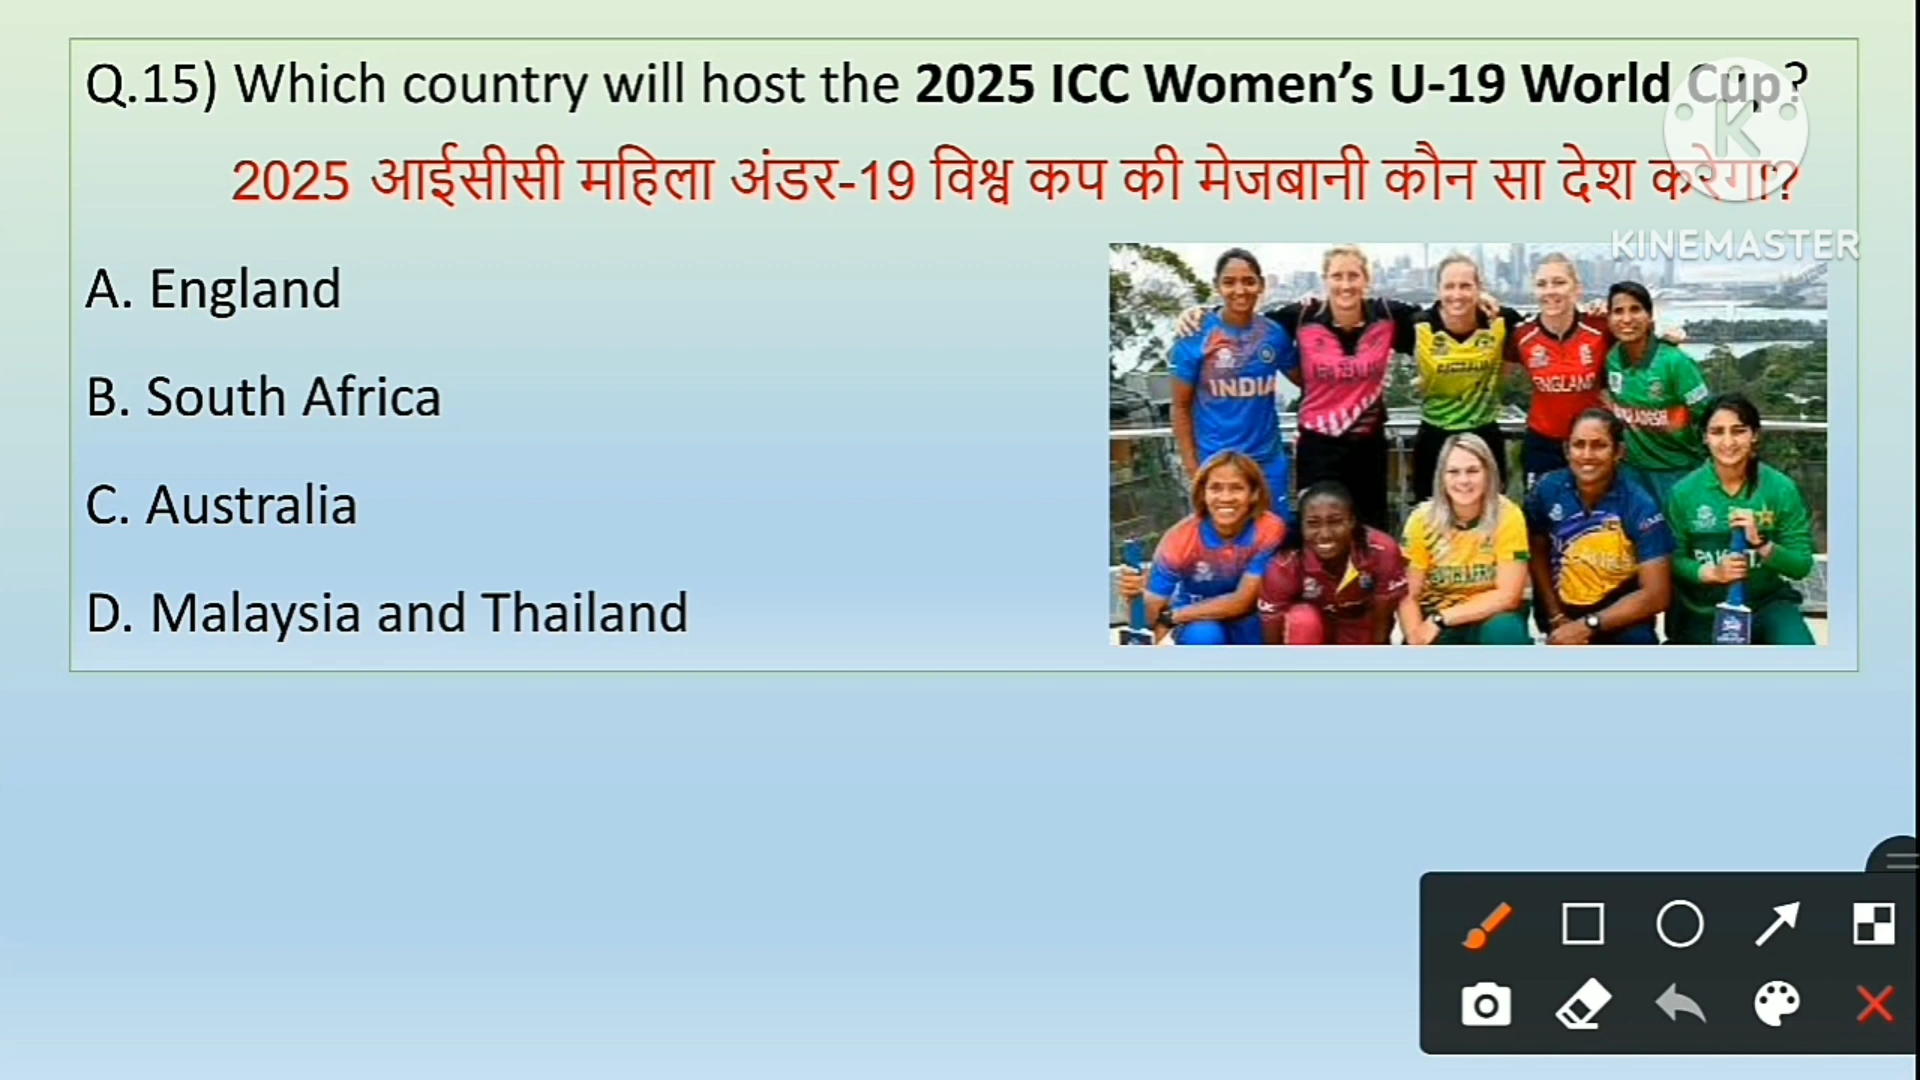 Q.15) Which country will host the 2025 ICC Women's U-19 World Cup?
2025 आईसीसी महिला अंडर-19 विश्व कप की मेजबानी कौन सा देश करेगा?
KINEMASTER
A. England
B. South Africa
C. Australia
D. Malaysia and Thailand
INDIA
ENGLAND